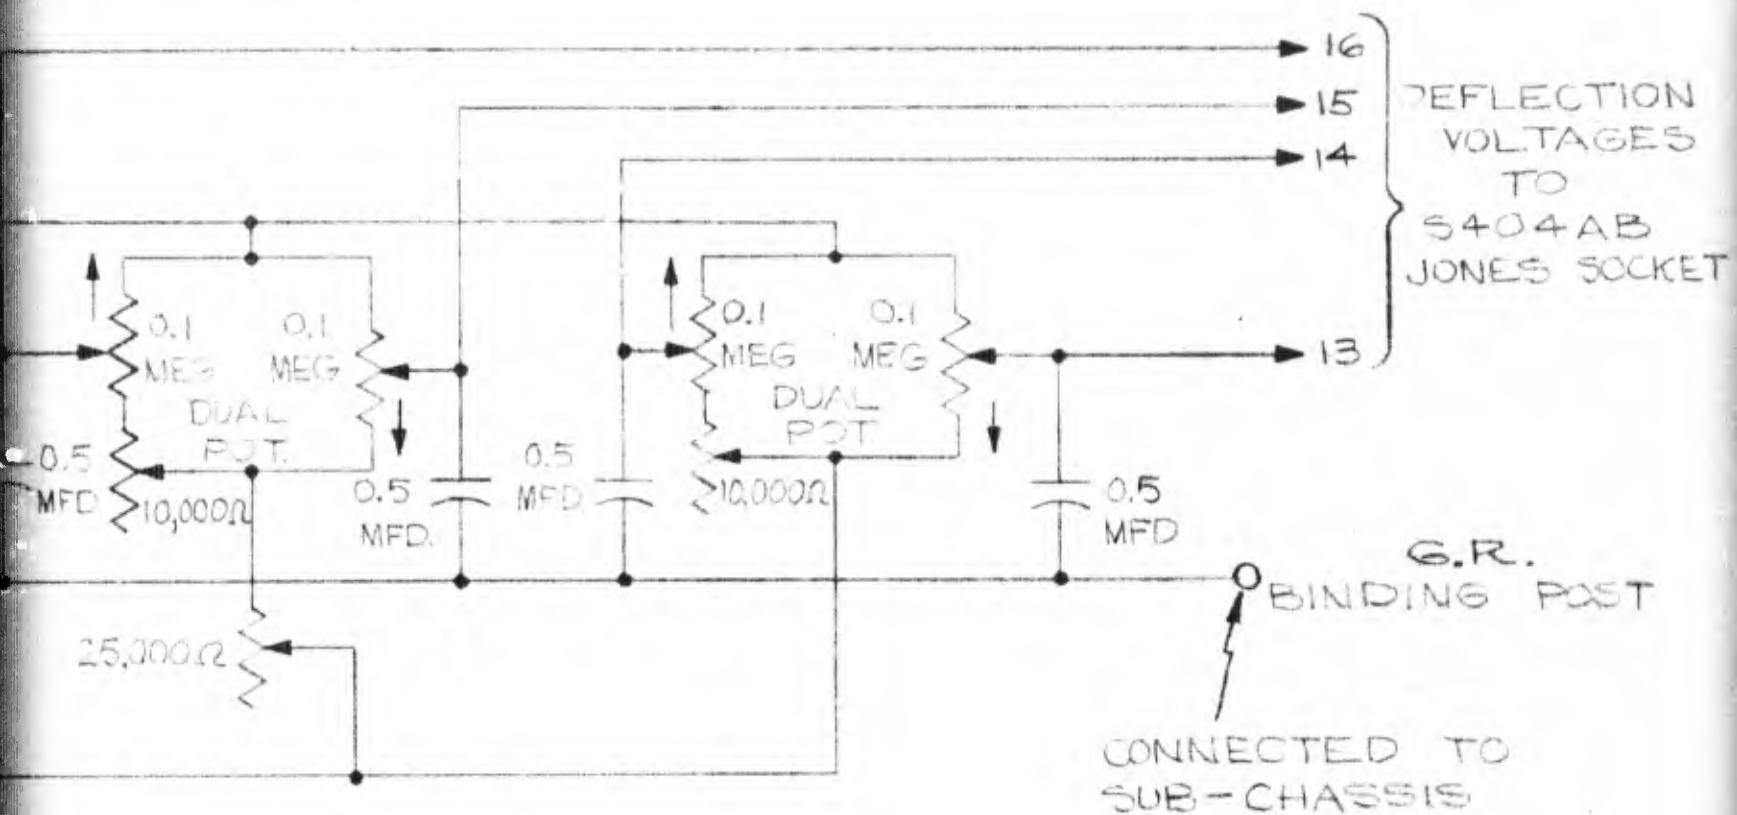 16
15
14
13
DEFLECTION
VOLTAGES
TO
S404AB
JONES SOCKET
0.1
MEG
0.1
MEG
DUAL
POT.
0.5
MFD
10,000Ω
0.5
MFD.
0.5
MFD
0.1
MEG
0.1
MEG
DUAL
POT
10,000Ω
0.5
MFD
25,000Ω
G.R.
BINDING POST
CONNECTED TO
SUB-CHASSIS